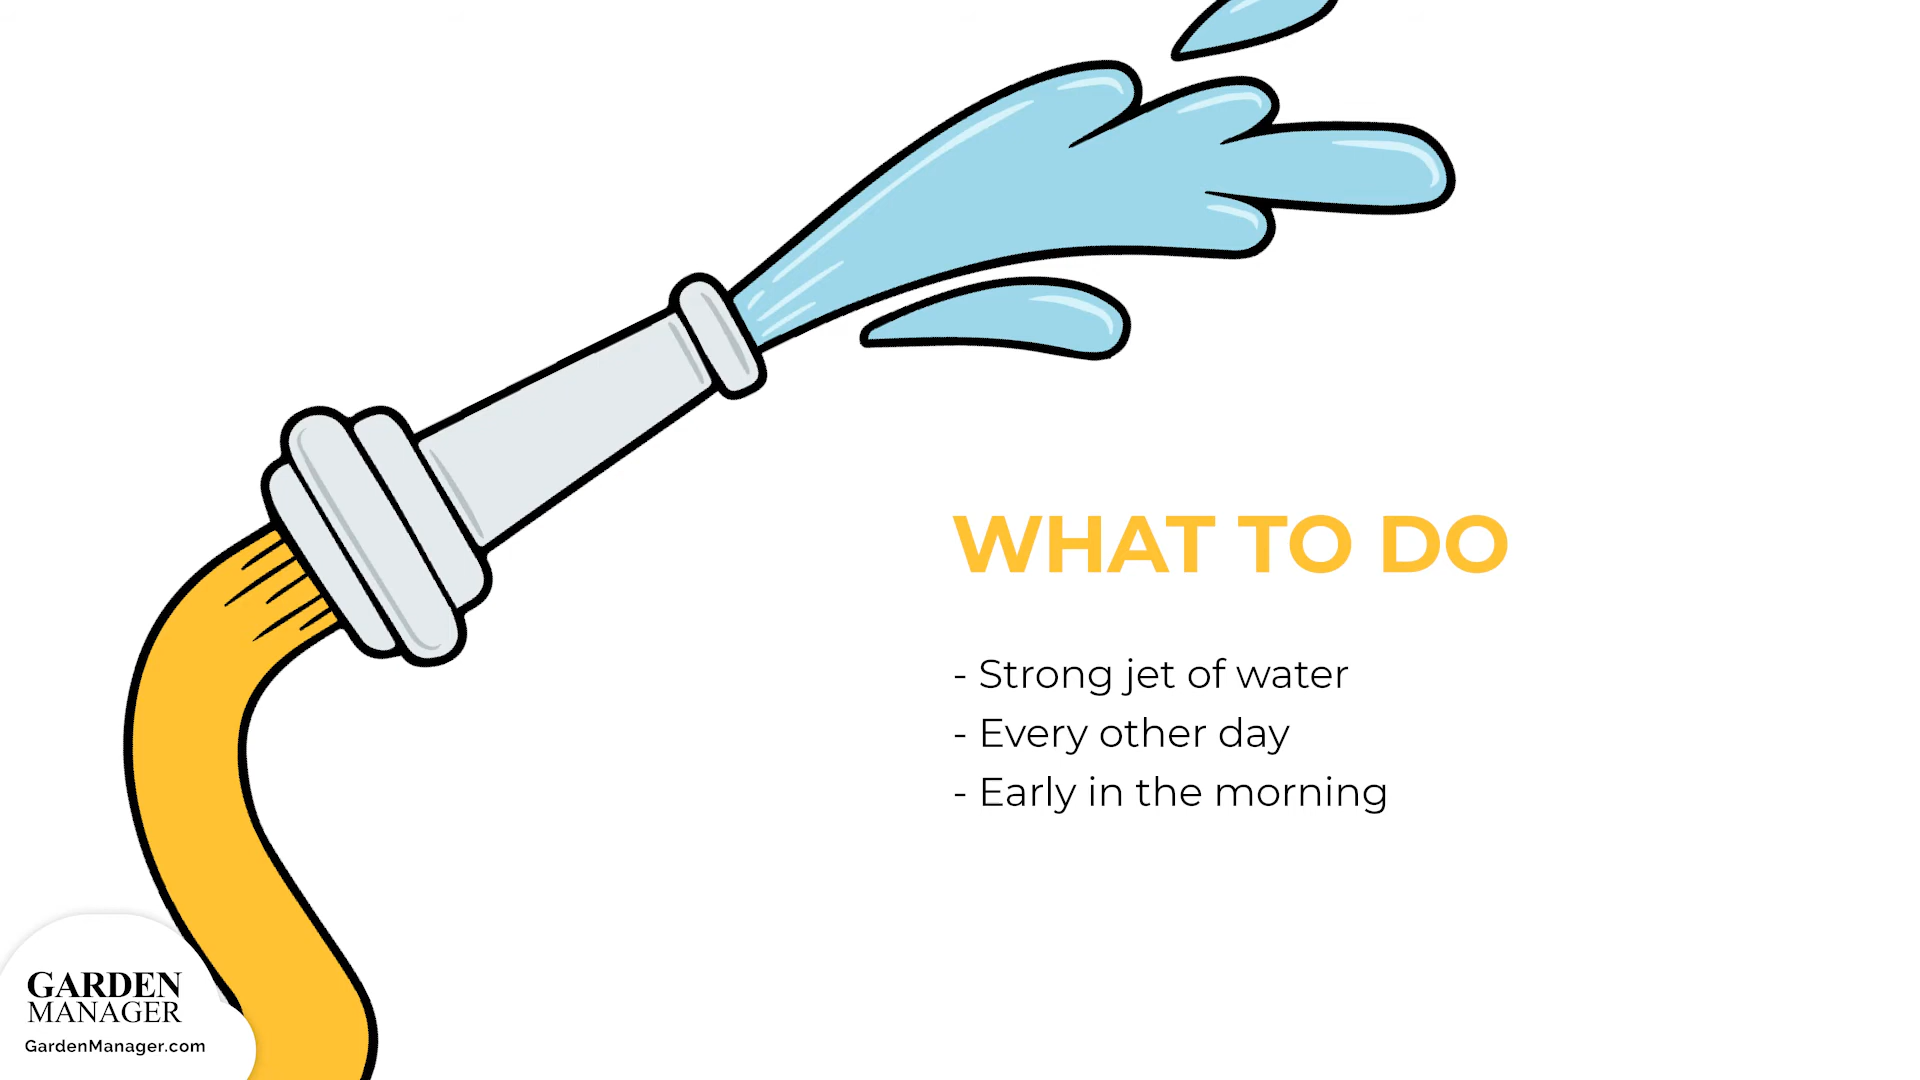 WHAT TO DO
- Strong jet of water
- Every other day
- Early in the morning
GARDEN
MANAGER
GardenManager.com